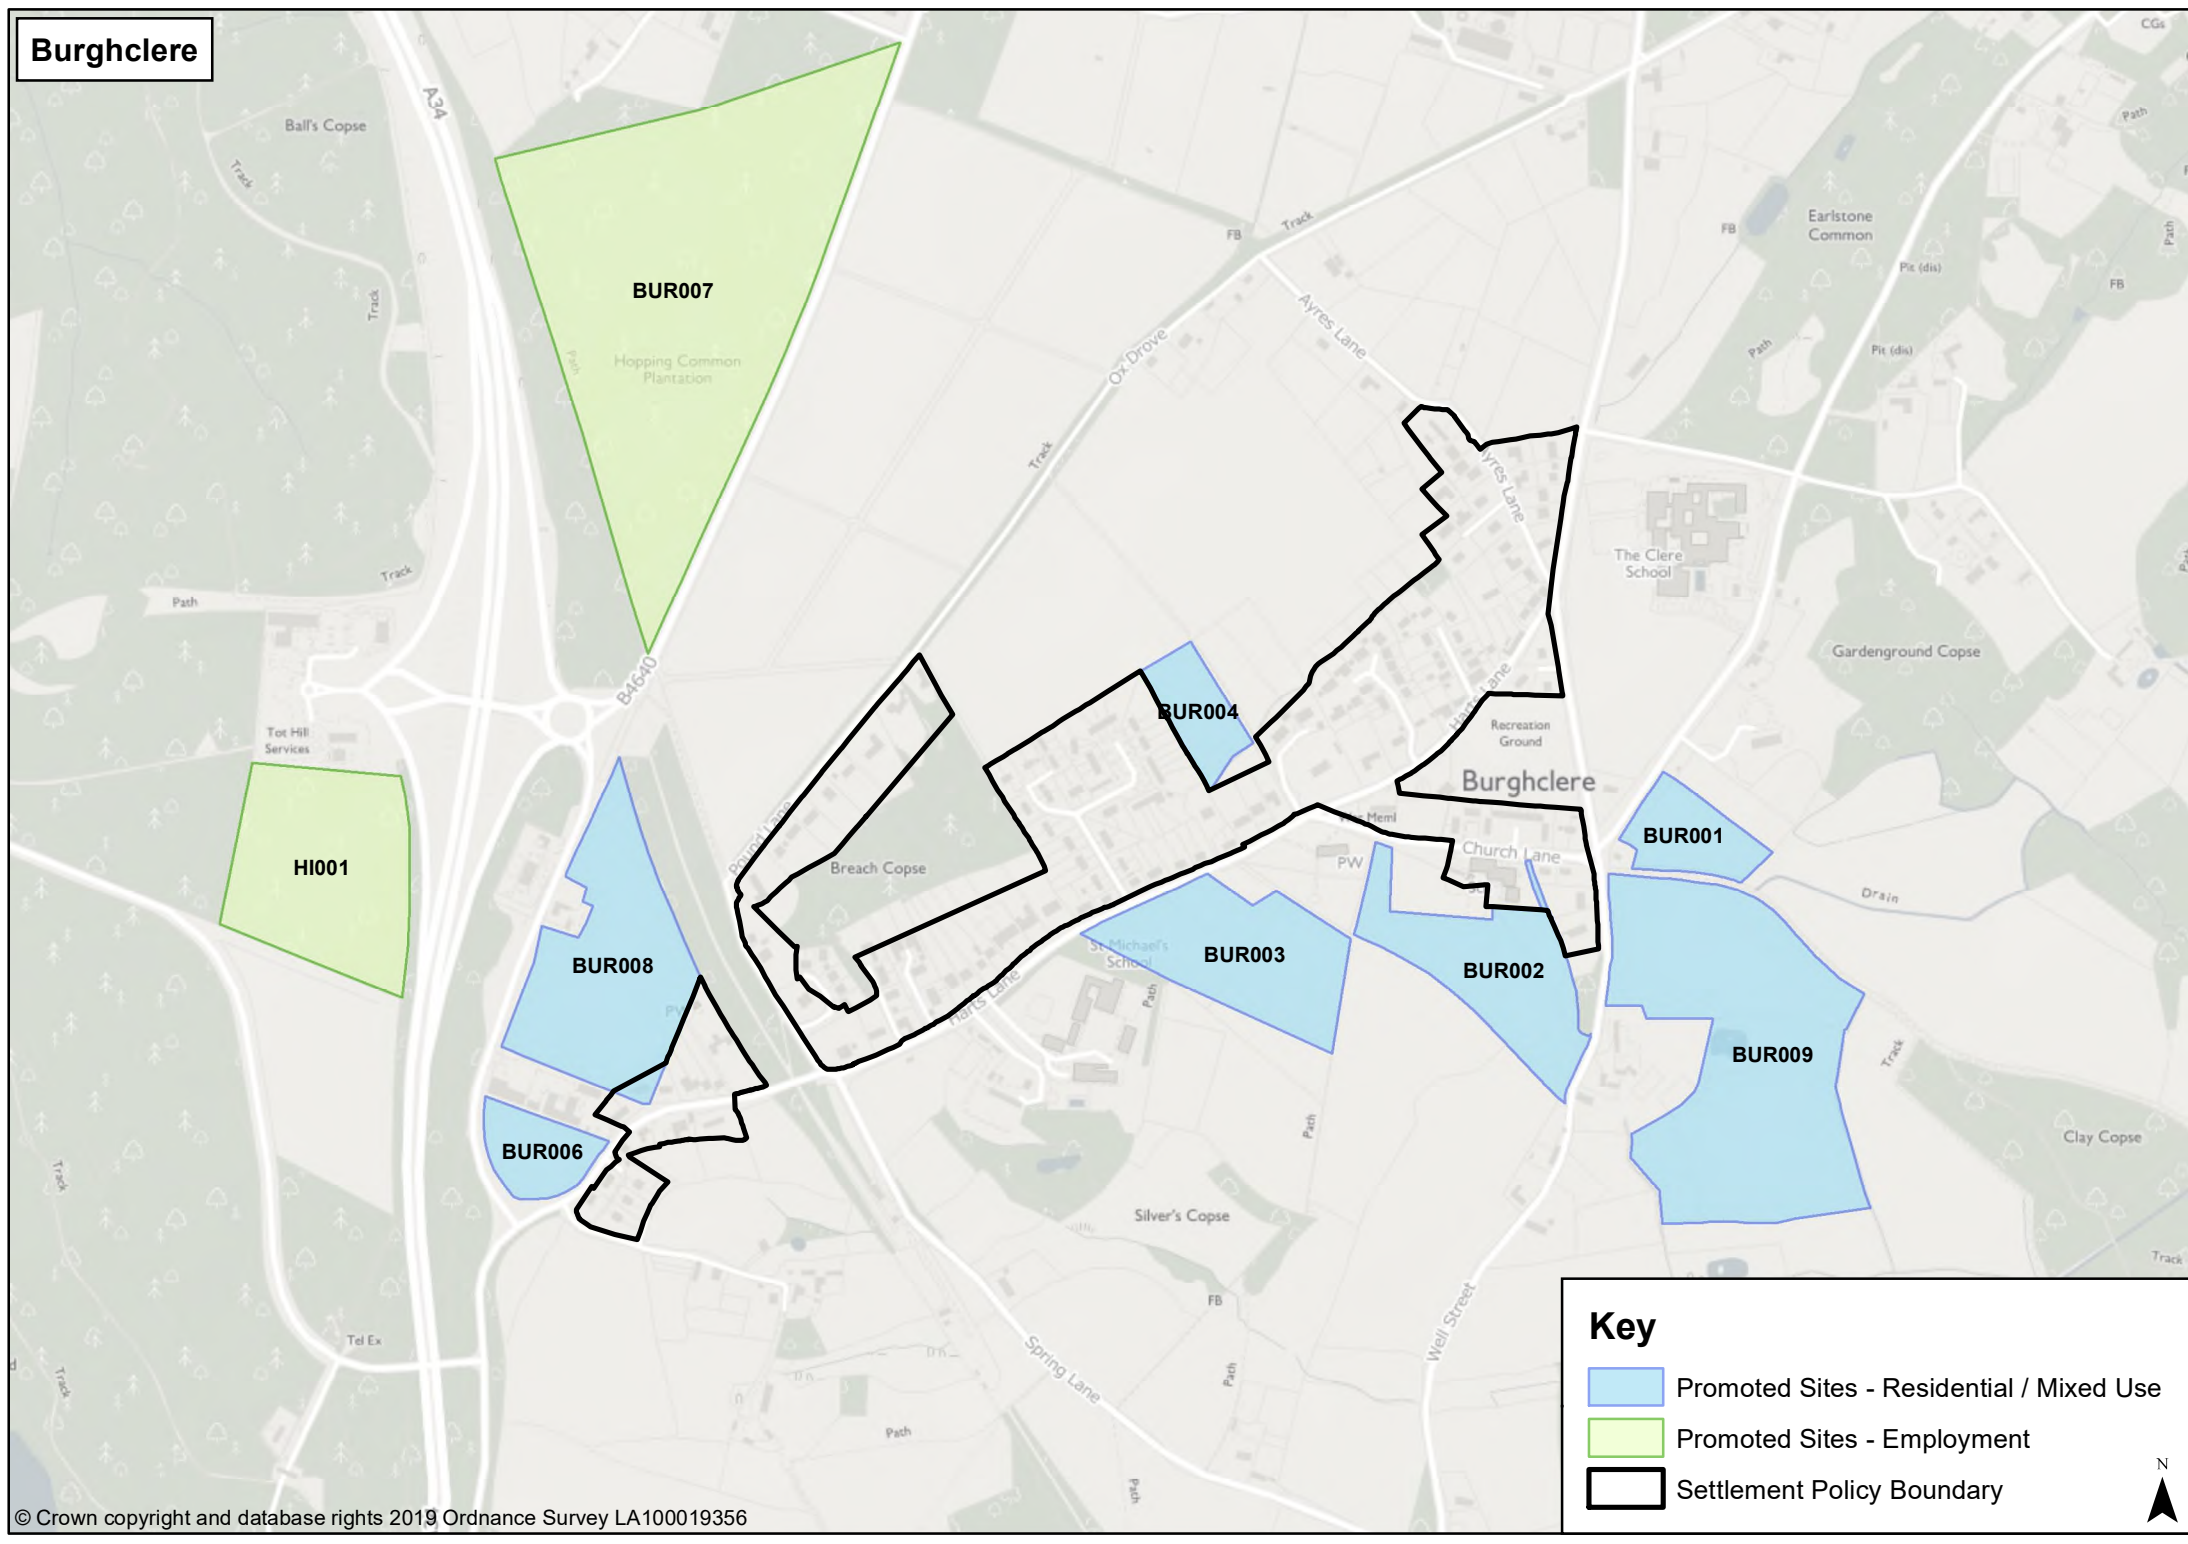 Burghclere
A34
CGs
Ball's Copse
Path
Track
Track
FB
FB
Earlstone
Common
Path
Pit (dis)
FB
BUR007
Track
Path
Ayres Lane
Ox Drove
Path
Pit (dis)
Hopping Common
Plantation
Track
Ayres Lane
The Clere
School
Track
Path
B4640
Gardenground Copse
Harts Lane
BUR004
Recreation
Ground
Tot Hill
Services
Burghclere
Pound Lane
War Meml
BUR001
HI001
Breach Copse
PW
Church Lane
Drain
St Michael's
School
BUR003
BUR002
BUR008
PW
Harts Lane
Path
BUR009
Track
Path
BUR006
Clay Copse
Track
Silver's Copse
Track
FB
Well Street
Tel Ex
Track
Spring Lane
Path
Path
Path
Key
Promoted Sites - Residential / Mixed Use
Promoted Sites - Employment
Settlement Policy Boundary
N
© Crown copyright and database rights 2019 Ordnance Survey LA100019356